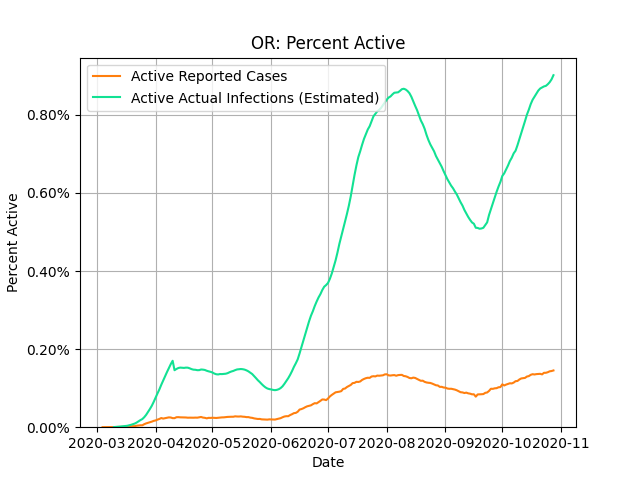 OR: Percent Active
Active Reported Cases
Active Actual Infections (Estimated)
Percent Active
0.80%
0.60%
0.40%
0.20%
0.00%
2020-03 2020-04 2020-05 2020-06 2020-07 2020-08 2020-09 2020-10 2020-11
Date